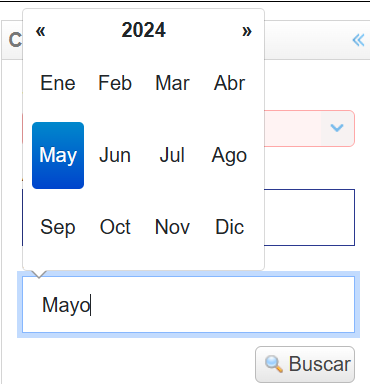 C
« 2024 »
Ene Feb Mar Abr
May Jun Jul Ago
Sep Oct Nov Dic
Mayo
Buscar